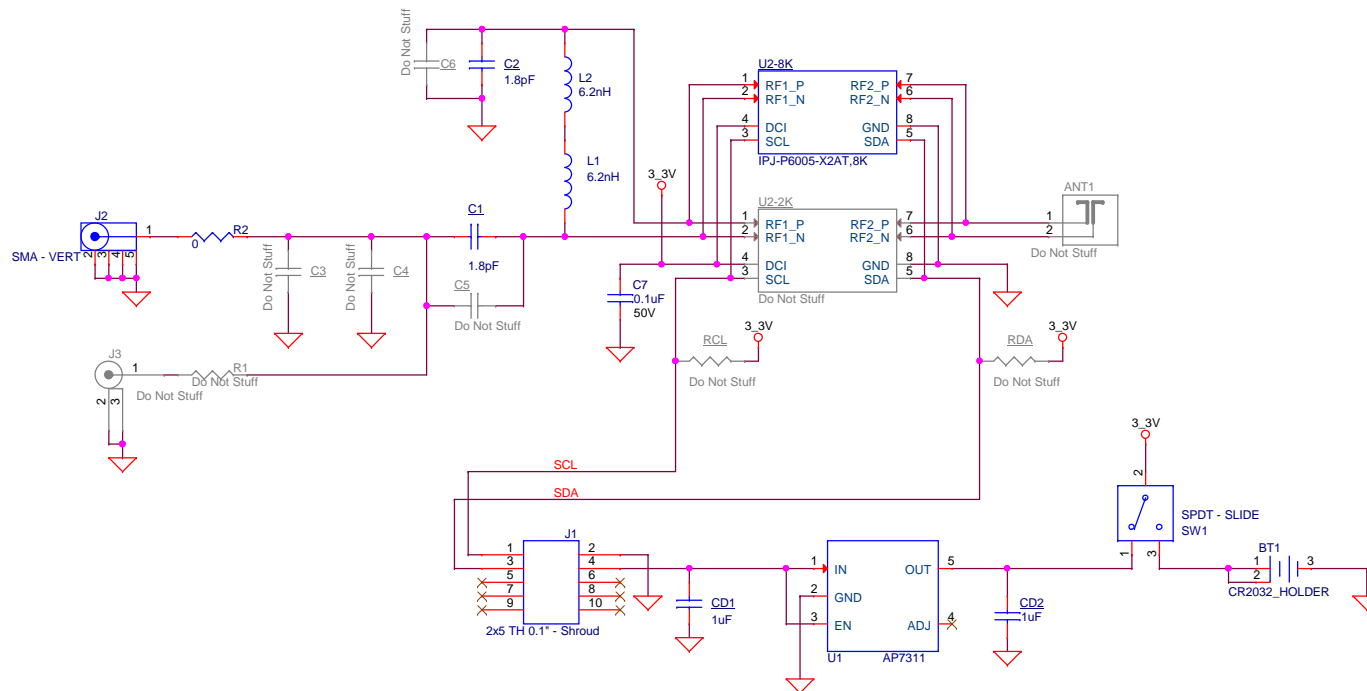 Do Not Stuff
C6
C2
1.8pF
L2
6.2nH
L1
6.2nH
U2-8K
1 RF1_P RF2_P 7
2 RF1_N RF2_N 6
4 DCI GND 8
3 SCL SDA 5
IPJ-P6005-X2AT,8K
3_3V
U2-2K
1 RF1_P RF2_P 7
2 RF1_N RF2_N 6
4 DCI GND 8
3 SCL SDA 5
Do Not Stuff
ANT1
1
2
Do Not Stuff
J2
1
2 3 4 5
SMA - VERT
R2
0
Do Not Stuff
C3
Do Not Stuff
C4
C1
1.8pF
C5
Do Not Stuff
C7
0.1uF
50V
J3
1
2 3
Do Not Stuff
R1
Do Not Stuff
RCL
Do Not Stuff
3_3V
RDA
Do Not Stuff
3_3V
SCL
SDA
J1
1 2
3 4
5 6
7 8
9 10
2x5 TH 0.1" - Shroud
CD1
1uF
1 IN OUT 5
2 GND
3 EN ADJ 4
U1 AP7311
CD2
1uF
3_3V
2
SPDT - SLIDE
SW1
1 3
BT1
1 3
2
CR2032_HOLDER